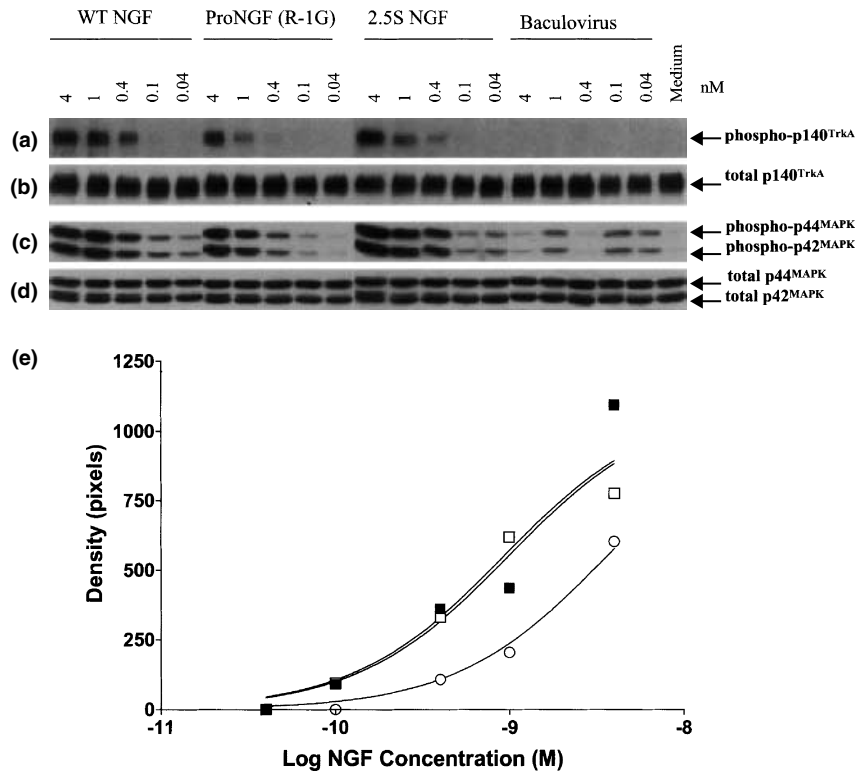 WT NGF ProNGF (R-1G) 2.5S NGF Baculovirus
4 1 0.4 0.1 0.04 4 1 0.4 0.1 0.04 4 1 0.4 0.1 0.04 4 1 0.4 0.1 0.04 Medium nM
(a) phospho-p140TrkA
(b) total p140TrkA
(c) phospho-p44MAPK
phospho-p42MAPK
(d) total p44MAPK
total p42MAPK
(e)
1250
1000
750
500
250
0
Density (pixels)
-11 -10 -9 -8
Log NGF Concentration (M)